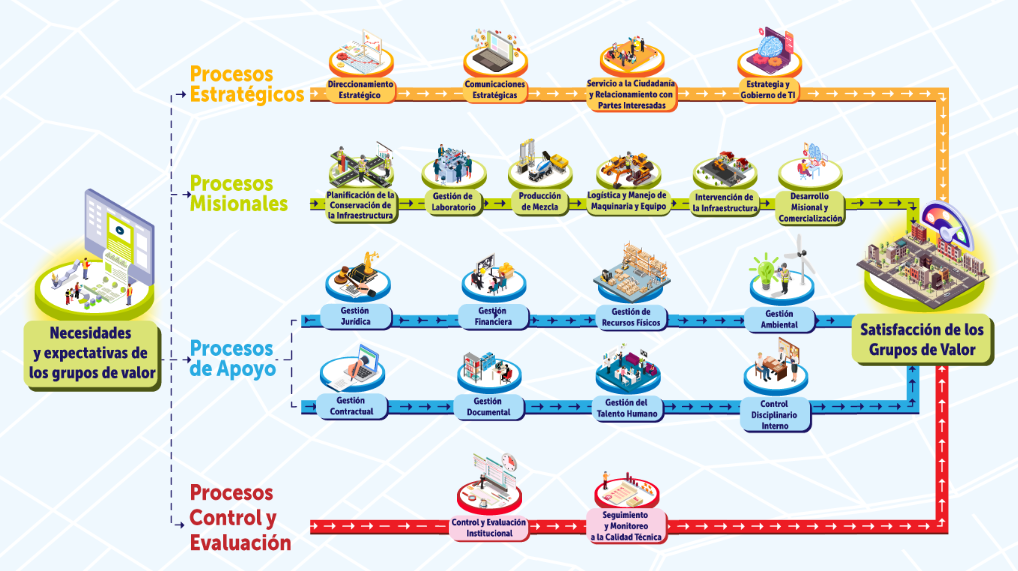 Procesos
Estratégicos
Direccionamiento
Estratégico
Comunicaciones
Estratégicas
Servicio a la Ciudadanía
y Relacionamiento con
Partes Interesadas
Estrategia y
Gobierno de TI
Procesos
Misionales
Planificación de la
Conservación de
la Infraestructura
Gestión de
Laboratorio
Producción
de Mezcla
Logística y Manejo de
Maquinaria y Equipo
Intervención de
la Infraestructura
Desarrollo
Misional y
Comercialización
Necesidades
y expectativas de
los grupos de valor
Procesos
de Apoyo
Gestión
Jurídica
Gestión
Financiera
Gestión de
Recursos Físicos
Gestión
Ambiental
Gestión
Contractual
Gestión
Documental
Gestión del
Talento Humano
Control
Disciplinario
Interno
Satisfacción de los
Grupos de Valor
Procesos
Control y
Evaluación
Control y Evaluación
Institucional
Seguimiento
y Monitoreo
a la Calidad Técnica